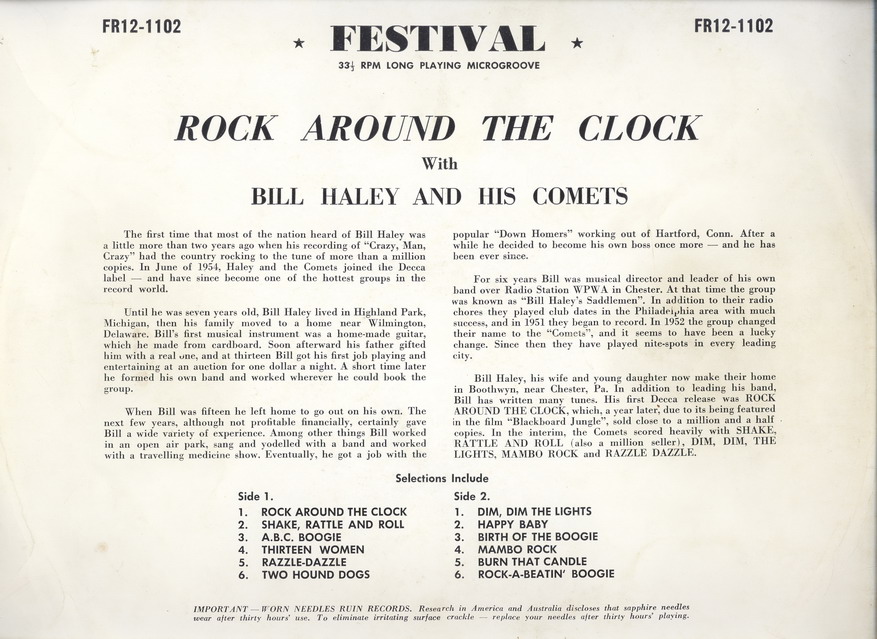 FR12-1102
FR12-1102
★ FESTIVAL ★
33⅓ RPM LONG PLAYING MICROGROOVE
ROCK AROUND THE CLOCK
With
BILL HALEY AND HIS COMETS
The first time that most of the nation heard of Bill Haley was
a little more than two years ago when his recording of “Crazy, Man,
Crazy” had the country rocking to the tune of more than a million
copies. In June of 1954, Haley and the Comets joined the Decca
label — and have since become one of the hottest groups in the
record world.
Until he was seven years old, Bill Haley lived in Highland Park,
Michigan, then his family moved to a home near Wilmington,
Delaware. Bill's first musical instrument was a home-made guitar,
which he made from cardboard. Soon afterward his father gifted
him with a real one, and at thirteen Bill got his first job playing and
entertaining at an auction for one dollar a night. A short time later
he formed his own band and worked wherever he could book the
group.
When Bill was fifteen he left home to go out on his own. The
next few years, although not profitable financially, certainly gave
Bill a wide variety of experience. Among other things Bill worked
in an open air park, sang and yodelled with a band and worked
with a travelling medicine show. Eventually, he got a job with the
popular “Down Homers” working out of Hartford, Conn. After a
while he decided to become his own boss once more — and he has
been ever since.
For six years Bill was musical director and leader of his own
band over Radio Station WPWA in Chester. At that time the group
was known as “Bill Haley's Saddlemen”. In addition to their radio
chores they played club dates in the Philadelphia area with much
success, and in 1951 they began to record. In 1952 the group changed
their name to the “Comets”, and it seems to have been a lucky
change. Since then they have played nite-spots in every leading
city.
Bill Haley, his wife and young daughter now make their home
in Boothwyn, near Chester, Pa. In addition to leading his band,
Bill has written many tunes. His first Decca release was ROCK
AROUND THE CLOCK, which, a year later, due to its being featured
in the film “Blackboard Jungle”, sold close to a million and a half
copies. In the interim, the Comets scored heavily with SHAKE,
RATTLE AND ROLL (also a million seller), DIM, DIM, THE
LIGHTS, MAMBO ROCK and RAZZLE DAZZLE.
Selections Include
Side 1.
1. ROCK AROUND THE CLOCK
2. SHAKE, RATTLE AND ROLL
3. A.B.C. BOOGIE
4. THIRTEEN WOMEN
5. RAZZLE-DAZZLE
6. TWO HOUND DOGS
Side 2.
1. DIM, DIM THE LIGHTS
2. HAPPY BABY
3. BIRTH OF THE BOOGIE
4. MAMBO ROCK
5. BURN THAT CANDLE
6. ROCK-A-BEATIN' BOOGIE
IMPORTANT — WORN NEEDLES RUIN RECORDS. Research in America and Australia discloses that sapphire needles
wear after thirty hours' use. To eliminate irritating surface crackle — replace your needles after thirty hours' playing.